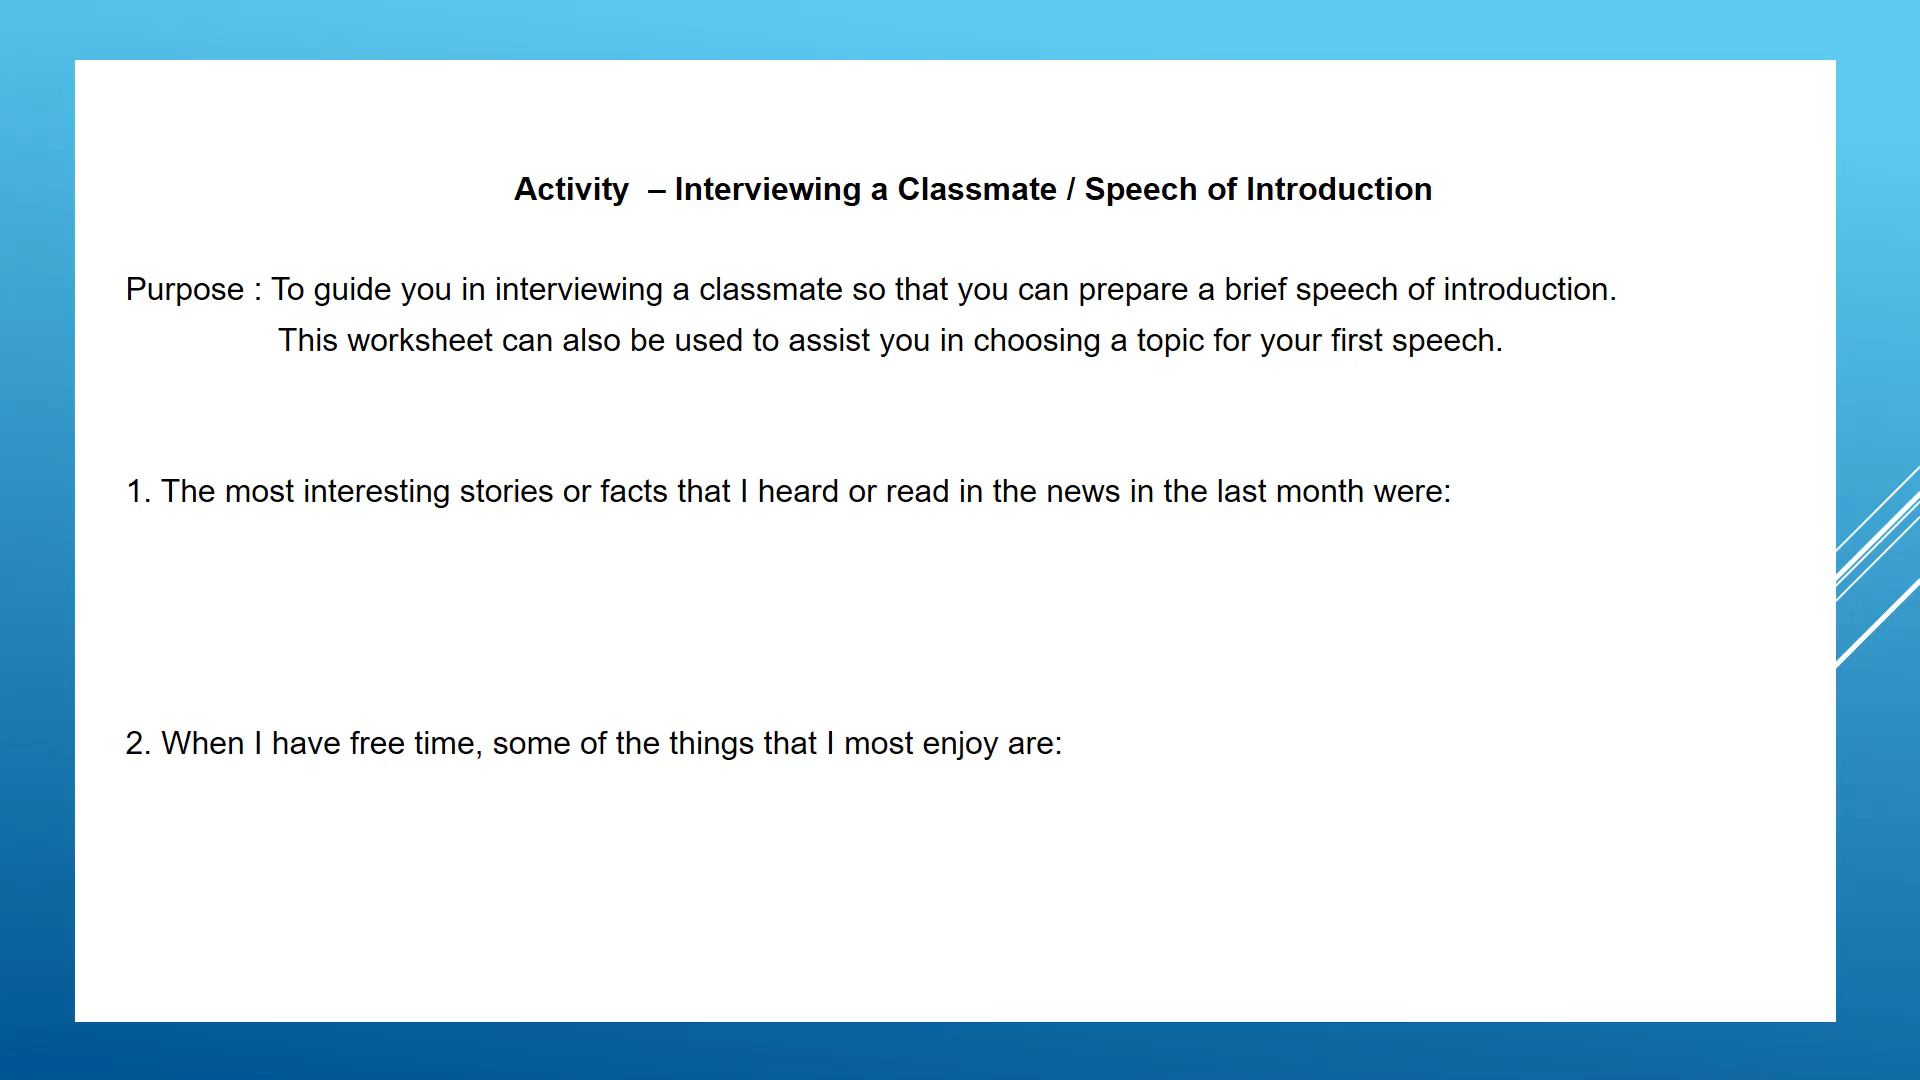 Activity – Interviewing a Classmate / Speech of Introduction
Purpose : To guide you in interviewing a classmate so that you can prepare a brief speech of introduction.
This worksheet can also be used to assist you in choosing a topic for your first speech.
1. The most interesting stories or facts that I heard or read in the news in the last month were:
2. When I have free time, some of the things that I most enjoy are: